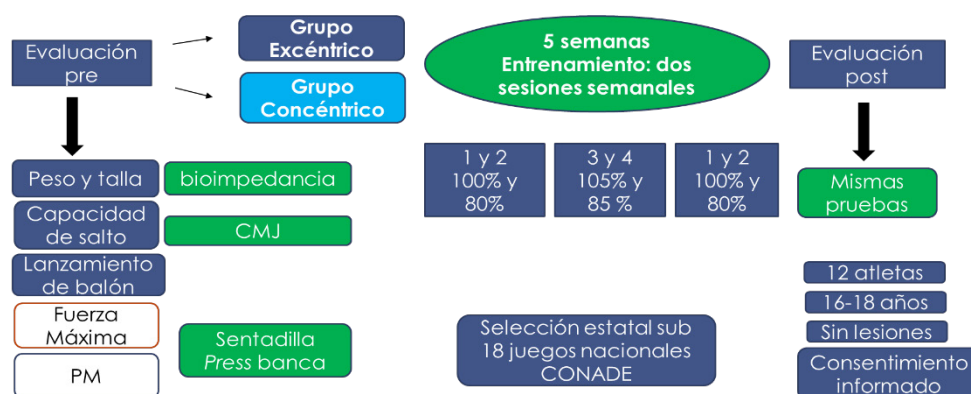 Evaluación
pre
Grupo
Excéntrico
Grupo
Concéntrico
5 semanas
Entrenamiento: dos
sesiones semanales
Evaluación
post
Peso y talla
bioimpedancia
Capacidad
de salto
CMJ
Lanzamiento
de balón
Fuerza
Máxima
PM
Sentadilla
Press banca
1 y 2
100% y
80%
3 y 4
105% y
85 %
1 y 2
100% y
80%
Mismas
pruebas
Selección estatal sub
18 juegos nacionales
CONADE
12 atletas
16-18 años
Sin lesiones
Consentimiento
informado